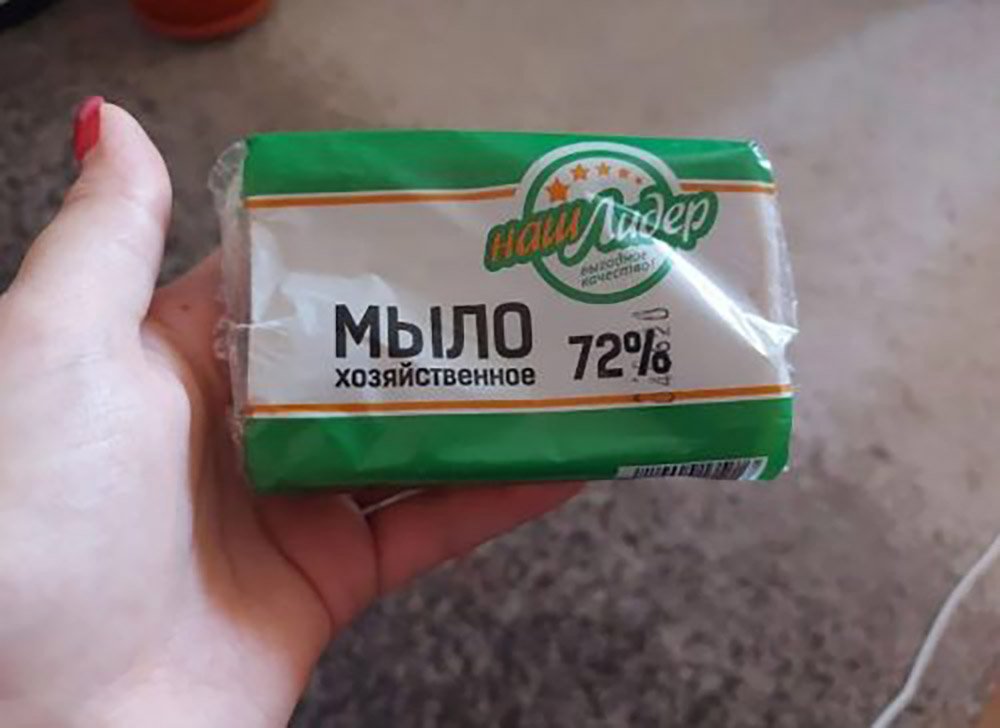 наш Лидер
выгодное
качество!
МЫЛО
хозяйственное
72%